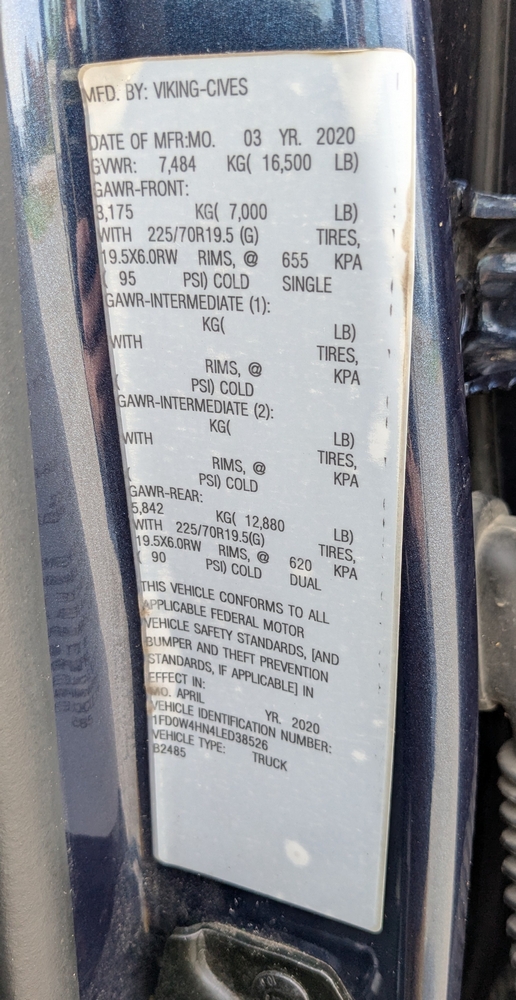 MFD. BY: VIKING-CIVES
DATE OF MFR:MO. 03 YR. 2020
GVWR: 7,484 KG( 16,500 LB)
GAWR-FRONT:
3,175 KG( 7,000 LB)
WITH 225/70R19.5 (G) TIRES,
19.5X6.0RW RIMS, @ 655 KPA
( 95 PSI) COLD SINGLE
GAWR-INTERMEDIATE (1):
KG( LB)
WITH TIRES,
RIMS, @ KPA
( PSI) COLD
GAWR-INTERMEDIATE (2):
KG( LB)
WITH TIRES,
RIMS, @ KPA
( PSI) COLD
GAWR-REAR:
5,842 KG( 12,880 LB)
WITH 225/70R19.5(G) TIRES,
19.5X6.0RW RIMS, @ 620 KPA
( 90 PSI) COLD DUAL
THIS VEHICLE CONFORMS TO ALL
APPLICABLE FEDERAL MOTOR
VEHICLE SAFETY STANDARDS, [AND
BUMPER AND THEFT PREVENTION
STANDARDS, IF APPLICABLE] IN
EFFECT IN:
MO. APRIL YR. 2020
VEHICLE IDENTIFICATION NUMBER:
1FD0W4HN4LED38526
VEHICLE TYPE: TRUCK
B2485